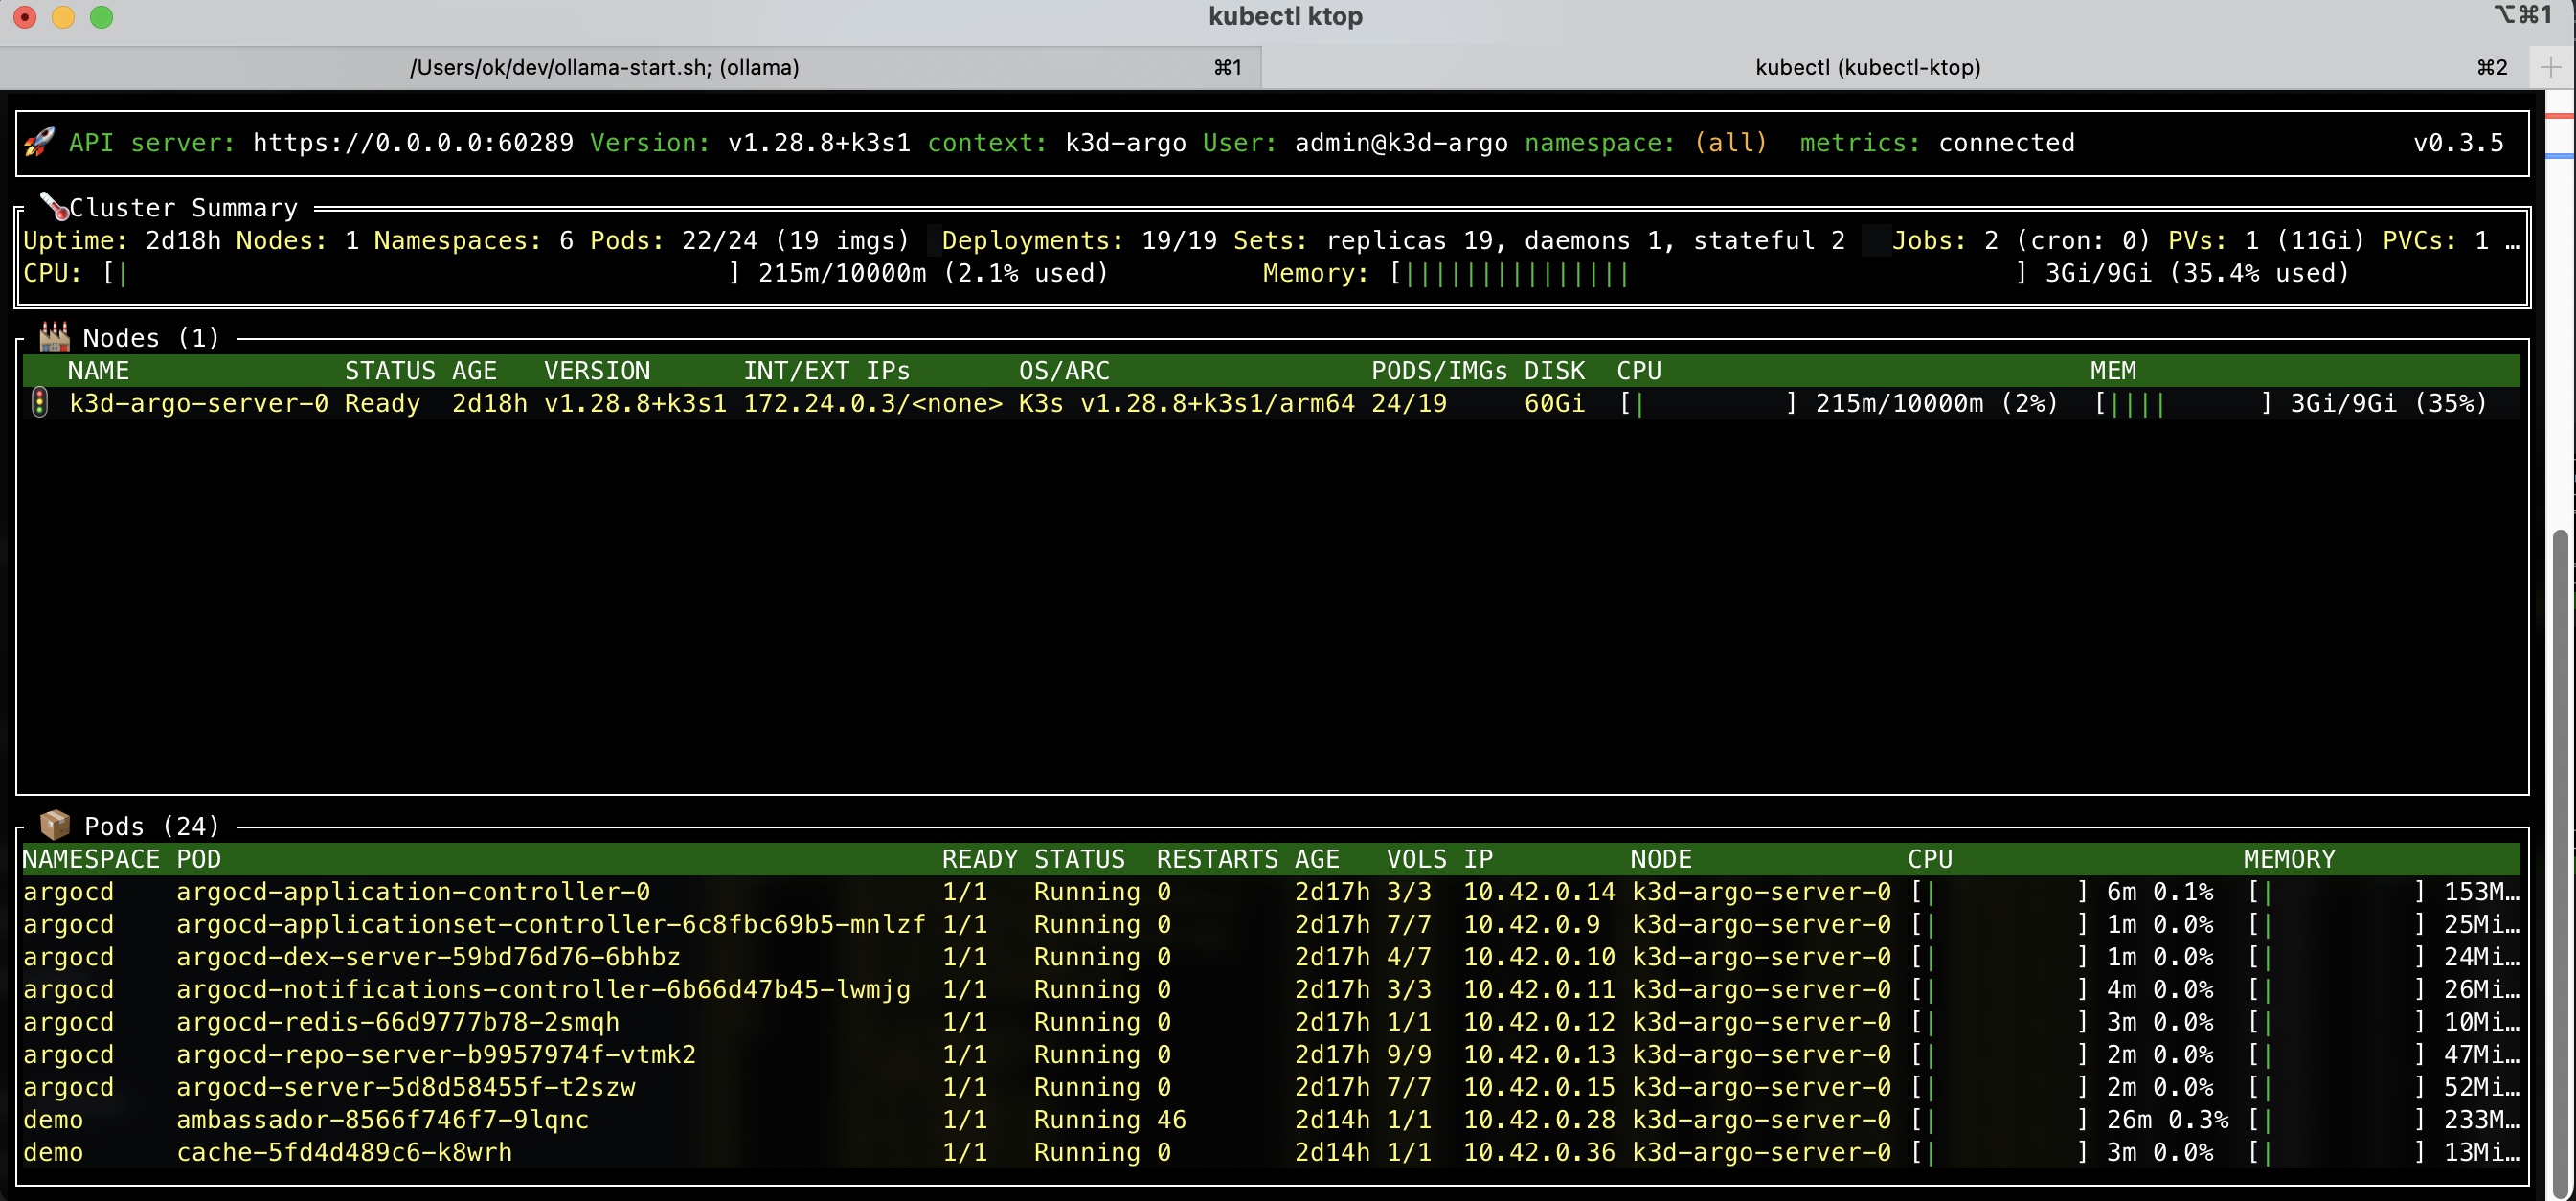 kubectl ktop ⌥⌘1
/Users/ok/dev/ollama-start.sh; (ollama) ⌘1 kubectl (kubectl-ktop) ⌘2
API server: https://0.0.0.0:60289 Version: v1.28.8+k3s1 context: k3d-argo User: admin@k3d-argo namespace: (all) metrics: connected v0.3.5
Cluster Summary
Uptime: 2d18h Nodes: 1 Namespaces: 6 Pods: 22/24 (19 imgs) Deployments: 19/19 Sets: replicas 19, daemons 1, stateful 2 Jobs: 2 (cron: 0) PVs: 1 (11Gi) PVCs: 1 …
CPU: [| ] 215m/10000m (2.1% used) Memory: [||||||||||||||| ] 3Gi/9Gi (35.4% used)
Nodes (1)
NAME STATUS AGE VERSION INT/EXT IPs OS/ARC PODS/IMGs DISK CPU MEM
k3d-argo-server-0 Ready 2d18h v1.28.8+k3s1 172.24.0.3/<none> K3s v1.28.8+k3s1/arm64 24/19 60Gi [| ] 215m/10000m (2%) [|||| ] 3Gi/9Gi (35%)
Pods (24)
NAMESPACE POD READY STATUS RESTARTS AGE VOLS IP NODE CPU MEMORY
argocd argocd-application-controller-0 1/1 Running 0 2d17h 3/3 10.42.0.14 k3d-argo-server-0 [| ] 6m 0.1% [| ] 153M…
argocd argocd-applicationset-controller-6c8fbc69b5-mnlzf 1/1 Running 0 2d17h 7/7 10.42.0.9 k3d-argo-server-0 [| ] 1m 0.0% [| ] 25Mi…
argocd argocd-dex-server-59bd76d76-6bhbz 1/1 Running 0 2d17h 4/7 10.42.0.10 k3d-argo-server-0 [| ] 1m 0.0% [| ] 24Mi…
argocd argocd-notifications-controller-6b66d47b45-lwmjg 1/1 Running 0 2d17h 3/3 10.42.0.11 k3d-argo-server-0 [| ] 4m 0.0% [| ] 26Mi…
argocd argocd-redis-66d9777b78-2smqh 1/1 Running 0 2d17h 1/1 10.42.0.12 k3d-argo-server-0 [| ] 3m 0.0% [| ] 10Mi…
argocd argocd-repo-server-b9957974f-vtmk2 1/1 Running 0 2d17h 9/9 10.42.0.13 k3d-argo-server-0 [| ] 2m 0.0% [| ] 47Mi…
argocd argocd-server-5d8d58455f-t2szw 1/1 Running 0 2d17h 7/7 10.42.0.15 k3d-argo-server-0 [| ] 2m 0.0% [| ] 52Mi…
demo ambassador-8566f746f7-9lqnc 1/1 Running 46 2d14h 1/1 10.42.0.28 k3d-argo-server-0 [| ] 26m 0.3% [| ] 233M…
demo cache-5fd4d489c6-k8wrh 1/1 Running 0 2d14h 1/1 10.42.0.36 k3d-argo-server-0 [| ] 3m 0.0% [| ] 13Mi…